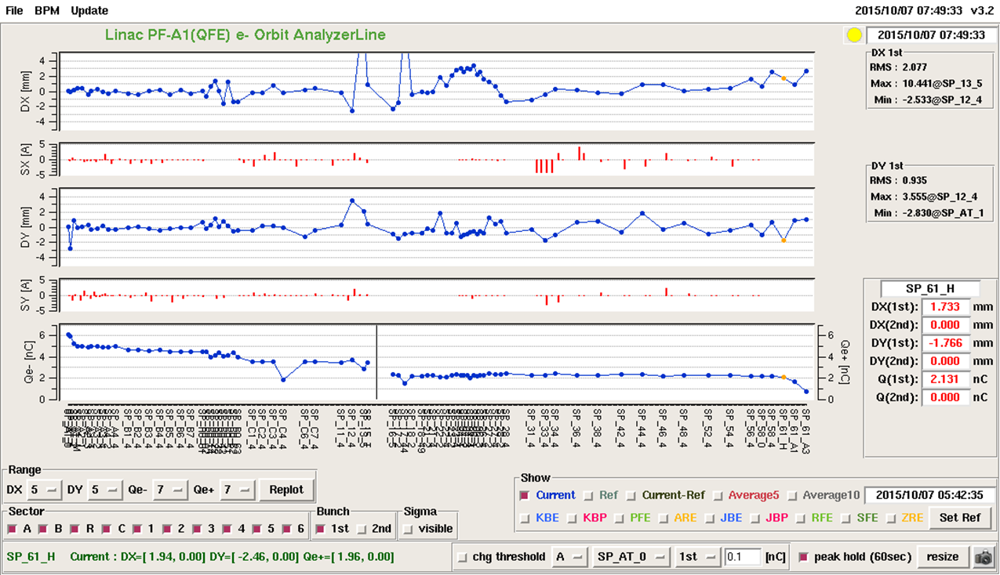 File BPM Update 2015/10/07 07:49:33 v3.2
Linac PF-A1(QFE) e- Orbit AnalyzerLine
2015/10/07 07:49:33
DX 1st
RMS : 2.077
Max : 10.441@SP_13_5
Min : -2.533@SP_12_4
DX [mm]
4
2
0
-2
-4
SX [A]
5
0
-5
DY 1st
RMS : 0.935
Max : 3.555@SP_12_4
Min : -2.830@SP_AT_1
DY [mm]
4
2
0
-2
-4
SY [A]
5
0
-5
Qe- [nC]
6
4
2
0
Qe+ [nC]
6
4
2
0
SP_61_H
DX(1st): 1.733 mm
DX(2nd): 0.000 mm
DY(1st): -1.766 mm
DY(2nd): 0.000 mm
Q(1st): 2.131 nC
Q(2nd): 0.000 nC
SP_A4_4 SP_B1_4 SP_B2_4 SP_B3_4 SP_B4_4 SP_B5_4 SP_B6_4 SP_B7_4 SP_C1_4 SP_C2_4 SP_C3_4 SP_C4_4 SP_C6_4 SP_C7_4 SP_11_4 SP_12_4 SP_16_5 SP_28_4 SP_31_4 SP_33_4 SP_34_4 SP_36_4 SP_38_4 SP_42_4 SP_44_4 SP_46_4 SP_48_4 SP_52_4 SP_54_4 SP_56_4 SP_58_0 SP_58_4 SP_61_H SP_61_A1 SP_61_A3
Range
DX 5 DY 5 Qe- 7 Qe+ 7 Replot
Sector
A B R C 1 2 3 4 5 6
Bunch
1st 2nd
Sigma
visible
Show
Current Ref Current-Ref Average5 Average10 2015/10/07 05:42:35
KBE KBP PFE ARE JBE JBP RFE SFE ZRE Set Ref
SP_61_H Current : DX=[ 1.94, 0.00] DY=[ -2.46, 0.00] Qe+=[ 1.96, 0.00]
chg threshold A SP_AT_0 1st 0.1 [nC] peak hold (60sec) resize